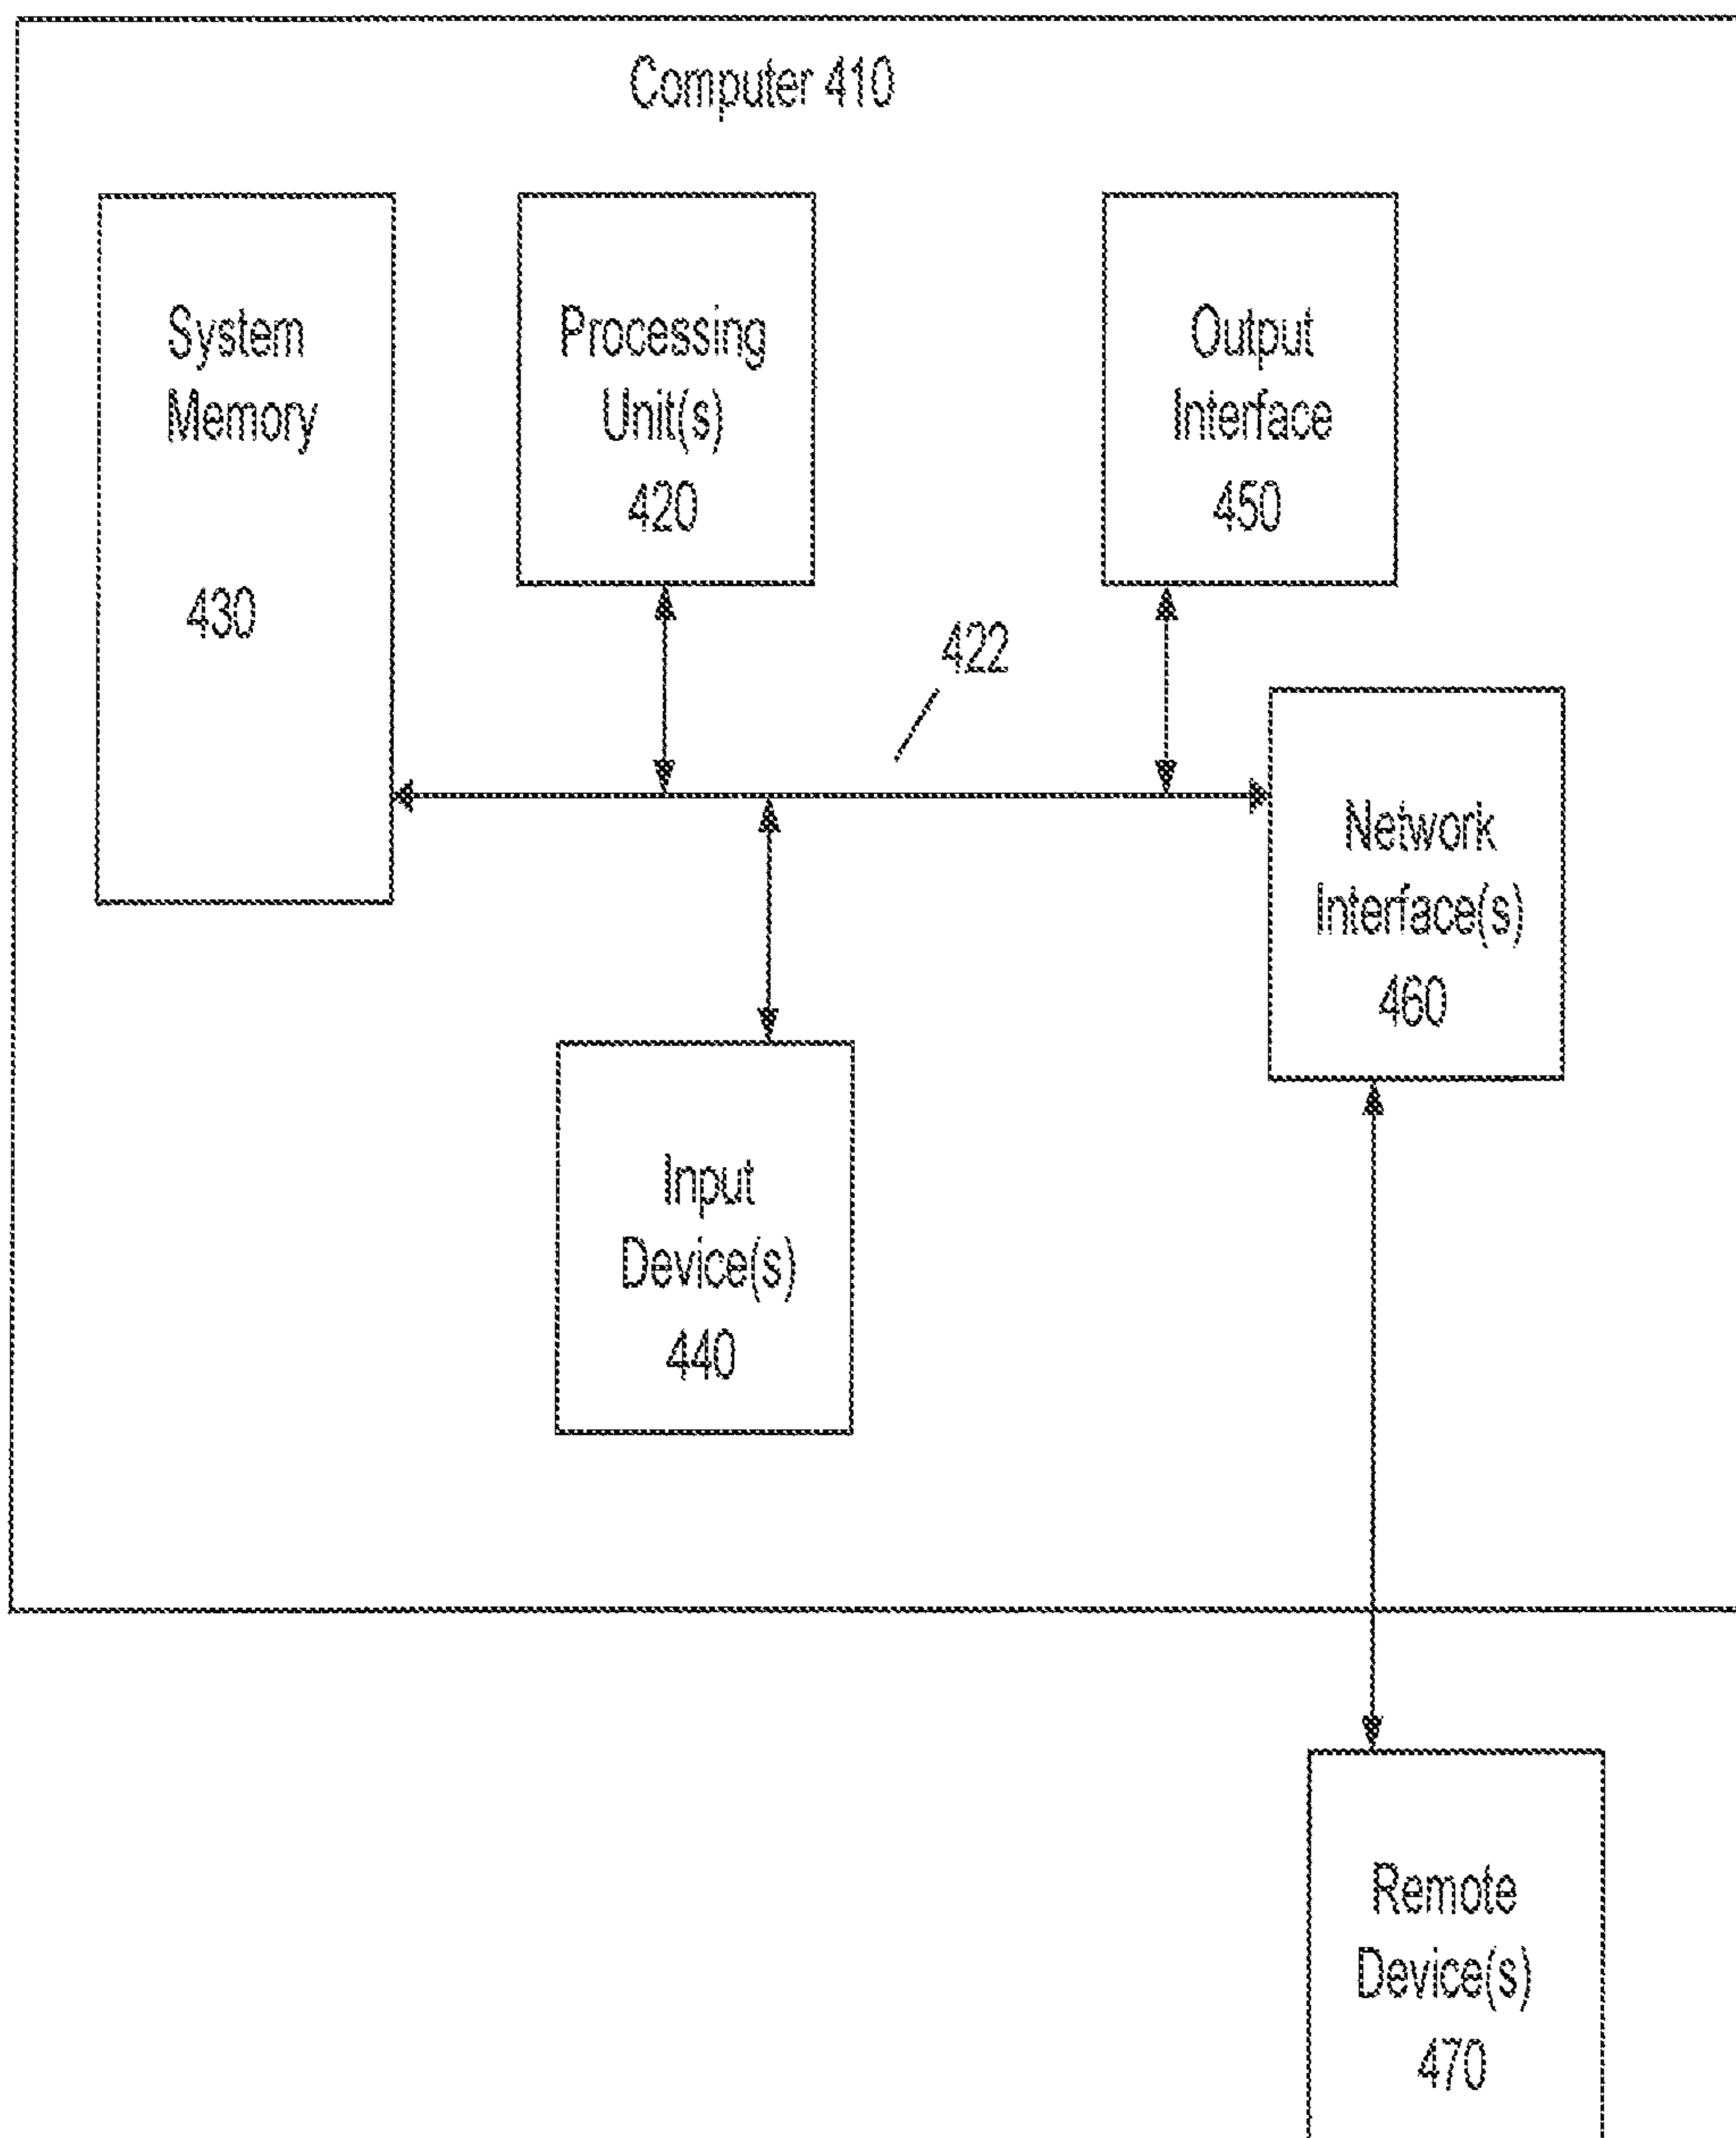 Computer 410
System
Memory
430
Processing
Unit(s)
420
Output
Interface
450
422
Network
Interface(s)
460
Input
Device(s)
440
Remote
Device(s)
470